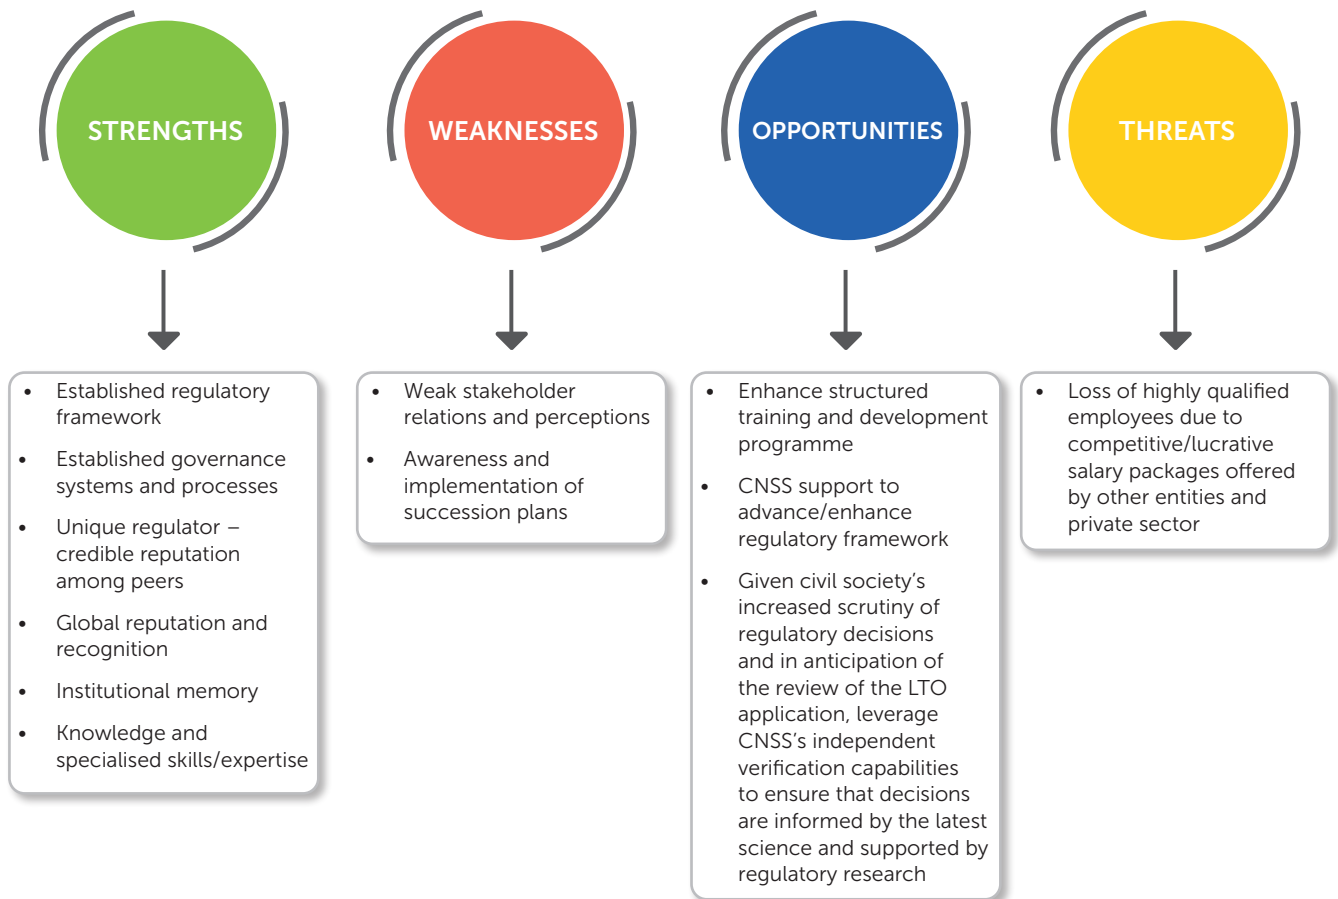 STRENGTHS
WEAKNESSES
OPPORTUNITIES
THREATS
• Established regulatory
framework
• Established governance
systems and processes
• Unique regulator –
credible reputation
among peers
• Global reputation and
recognition
• Institutional memory
• Knowledge and
specialised skills/expertise
• Weak stakeholder
relations and perceptions
• Awareness and
implementation of
succession plans
• Enhance structured
training and development
programme
• CNSS support to
advance/enhance
regulatory framework
• Given civil society’s
increased scrutiny of
regulatory decisions
and in anticipation of
the review of the LTO
application, leverage
CNSS’s independent
verification capabilities
to ensure that decisions
are informed by the latest
science and supported by
regulatory research
• Loss of highly qualified
employees due to
competitive/lucrative
salary packages offered
by other entities and
private sector